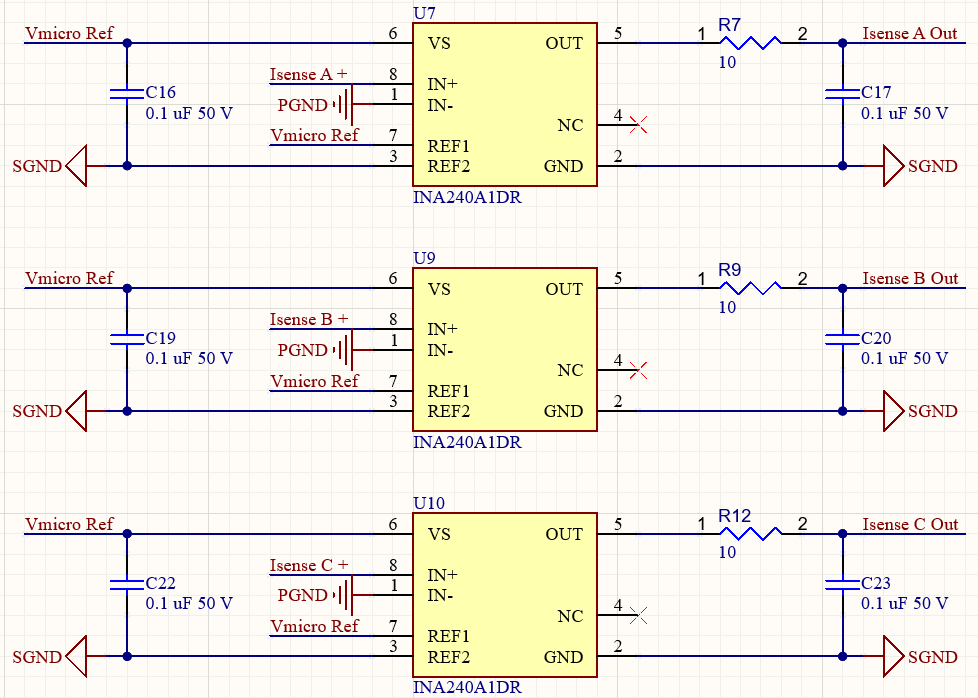 U7
Vmicro Ref
6
VS
OUT
5
1
R7
2
Isense A Out
10
Isense A +
8
IN+
C16
0.1 uF 50 V
PGND
1
IN-
C17
0.1 uF 50 V
NC
4
Vmicro Ref
7
REF1
SGND
3
REF2
GND
2
SGND
INA240A1DR
U9
Vmicro Ref
6
VS
OUT
5
1
R9
2
Isense B Out
10
Isense B +
8
IN+
C19
0.1 uF 50 V
PGND
1
IN-
C20
0.1 uF 50 V
NC
4
Vmicro Ref
7
REF1
SGND
3
REF2
GND
2
SGND
INA240A1DR
U10
Vmicro Ref
6
VS
OUT
5
1
R12
2
Isense C Out
10
Isense C +
8
IN+
C22
0.1 uF 50 V
PGND
1
IN-
C23
0.1 uF 50 V
NC
4
Vmicro Ref
7
REF1
SGND
3
REF2
GND
2
SGND
INA240A1DR